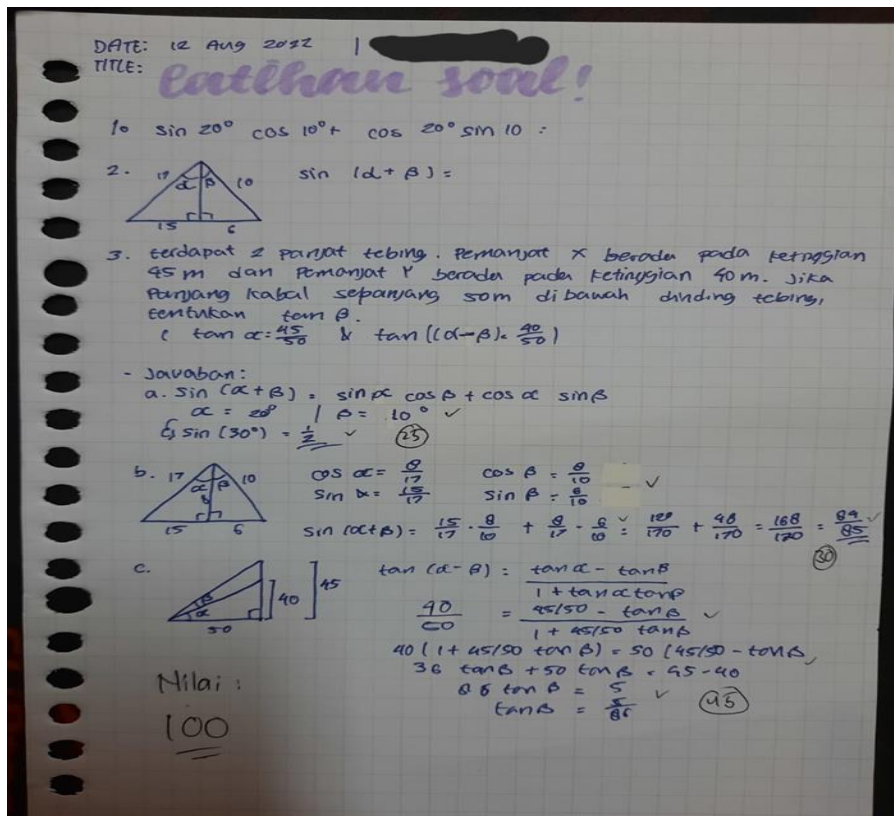 DATE: 12 Aug 2022 |
TITLE: Latihan soal!
1. sin 20° cos 10° + cos 20° sin 10 :
2. 17 α β 10 sin (α + β) =
15 6
3. terdapat 2 panjat tebing. Pemanjat X berada pada ketinggian
45 m dan Pemanjat Y berada pada ketinggian 40 m. Jika
Panjang kabal sepanjang 50m di bawah dinding tebing,
tentukan tan β.
( tan α = 45/50 & tan ((α-β) = 40/50 )
- Jawaban:
a. sin (α + β) = sin α cos β + cos α sin β
α = 20° | β = 10° ✓
↳ sin (30°) = 1/2 ✓ (25)
b. 17 α β 10 cos α = 8/17 cos β = 8/10
8 sin α = 15/17 sin β = 6/10 ✓
15 6 sin (α+β) = 15/17 · 8/10 + 8/17 · 6/10 = 120/170 + 48/170 = 168/170 = 84/85 ✓
(30)
c. β α 40 45 tan (α - β) = tan α - tan β / 1 + tan α tan β
50 40/50 = 45/50 - tan β / 1 + 45/50 tan β ✓
40 (1 + 45/50 tan β) = 50 (45/50 - tan β ✓
36 tan β + 50 tan β = 45 - 40
86 tan β = 5 ✓
tan β = 5/86 (45)
Nilai :
100